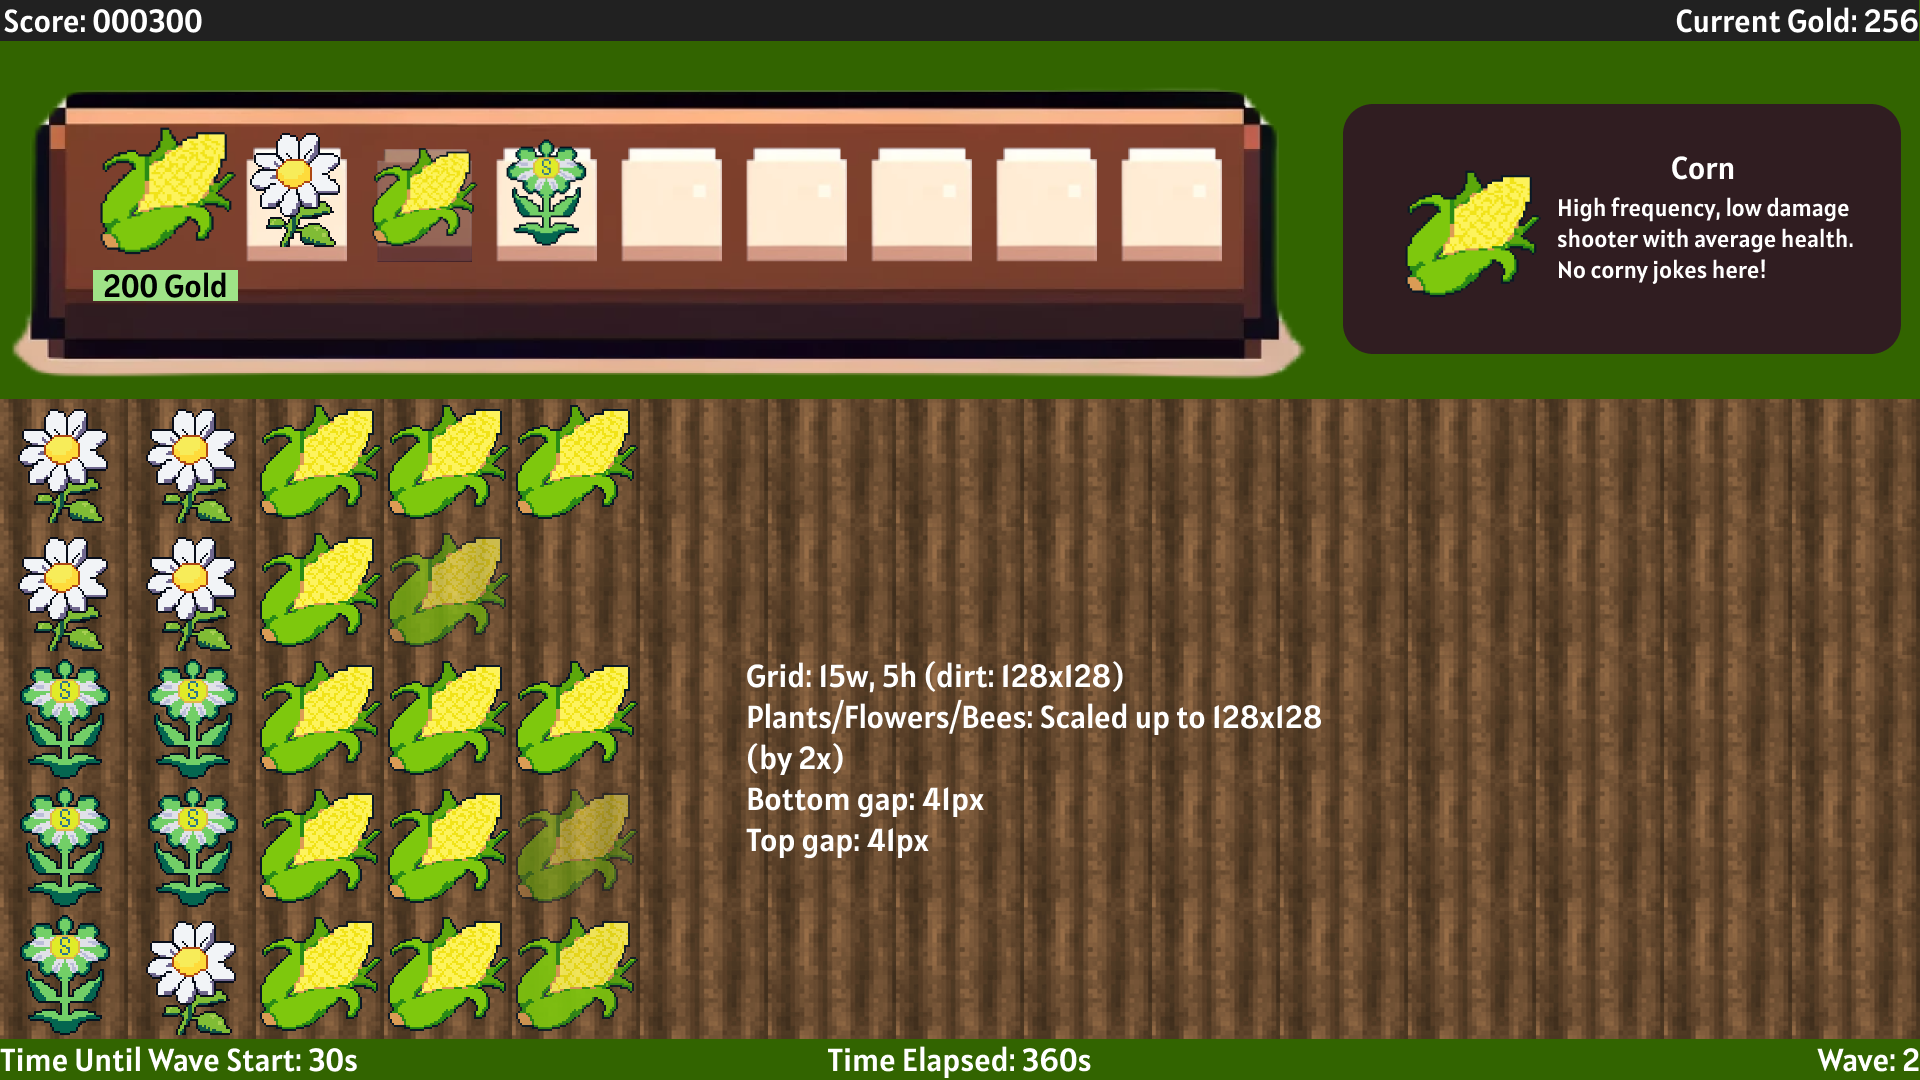 Score: 000300
Current Gold: 256
200 Gold
Corn
High frequency, low damage
shooter with average health.
No corny jokes here!
S
S
S
S
S
S
Grid: 15w, 5h (dirt: 128x128)
Plants/Flowers/Bees: Scaled up to 128x128
(by 2x)
Bottom gap: 41px
Top gap: 41px
Time Until Wave Start: 30s
Time Elapsed: 360s
Wave: 2